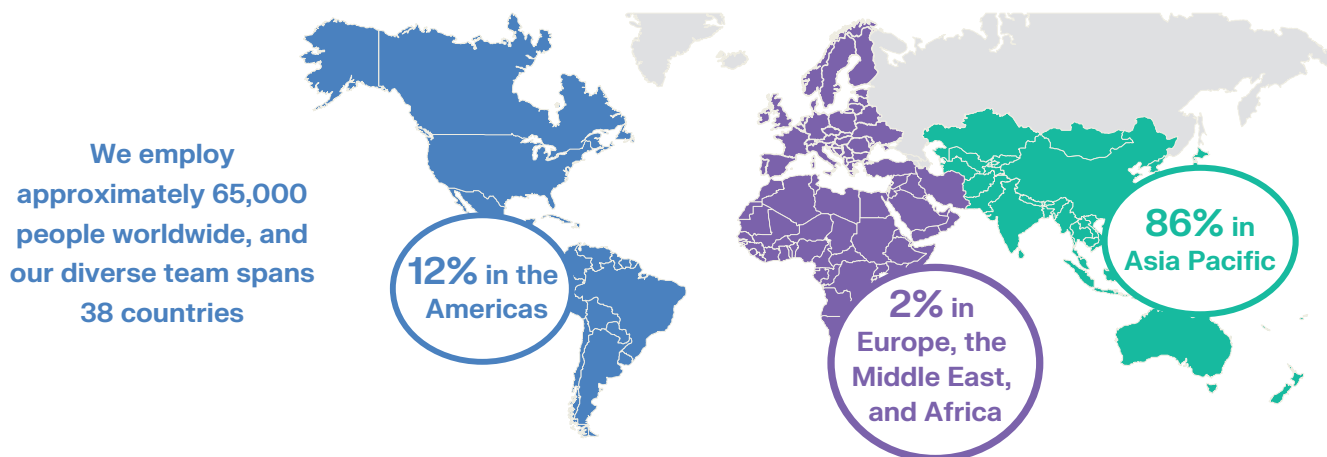 We employ
approximately 65,000
people worldwide, and
our diverse team spans
38 countries
12% in the
Americas
2% in
Europe, the
Middle East,
and Africa
86% in
Asia Pacific